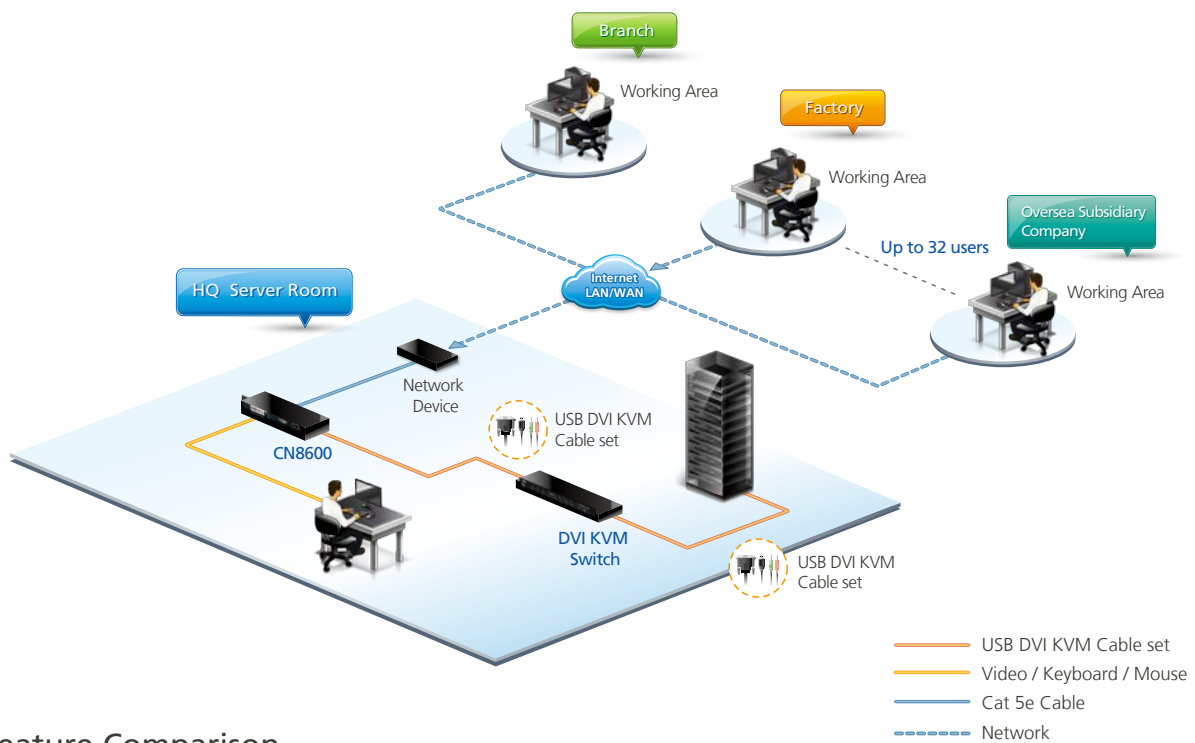 Branch
Working Area
Factory
Working Area
Oversea Subsidiary
Company
Up to 32 users
Working Area
Internet
LAN/WAN
HQ Server Room
Network
Device
CN8600
USB DVI KVM
Cable set
DVI KVM
Switch
USB DVI KVM
Cable set
USB DVI KVM Cable set
Video / Keyboard / Mouse
Cat 5e Cable
Network
Comparison